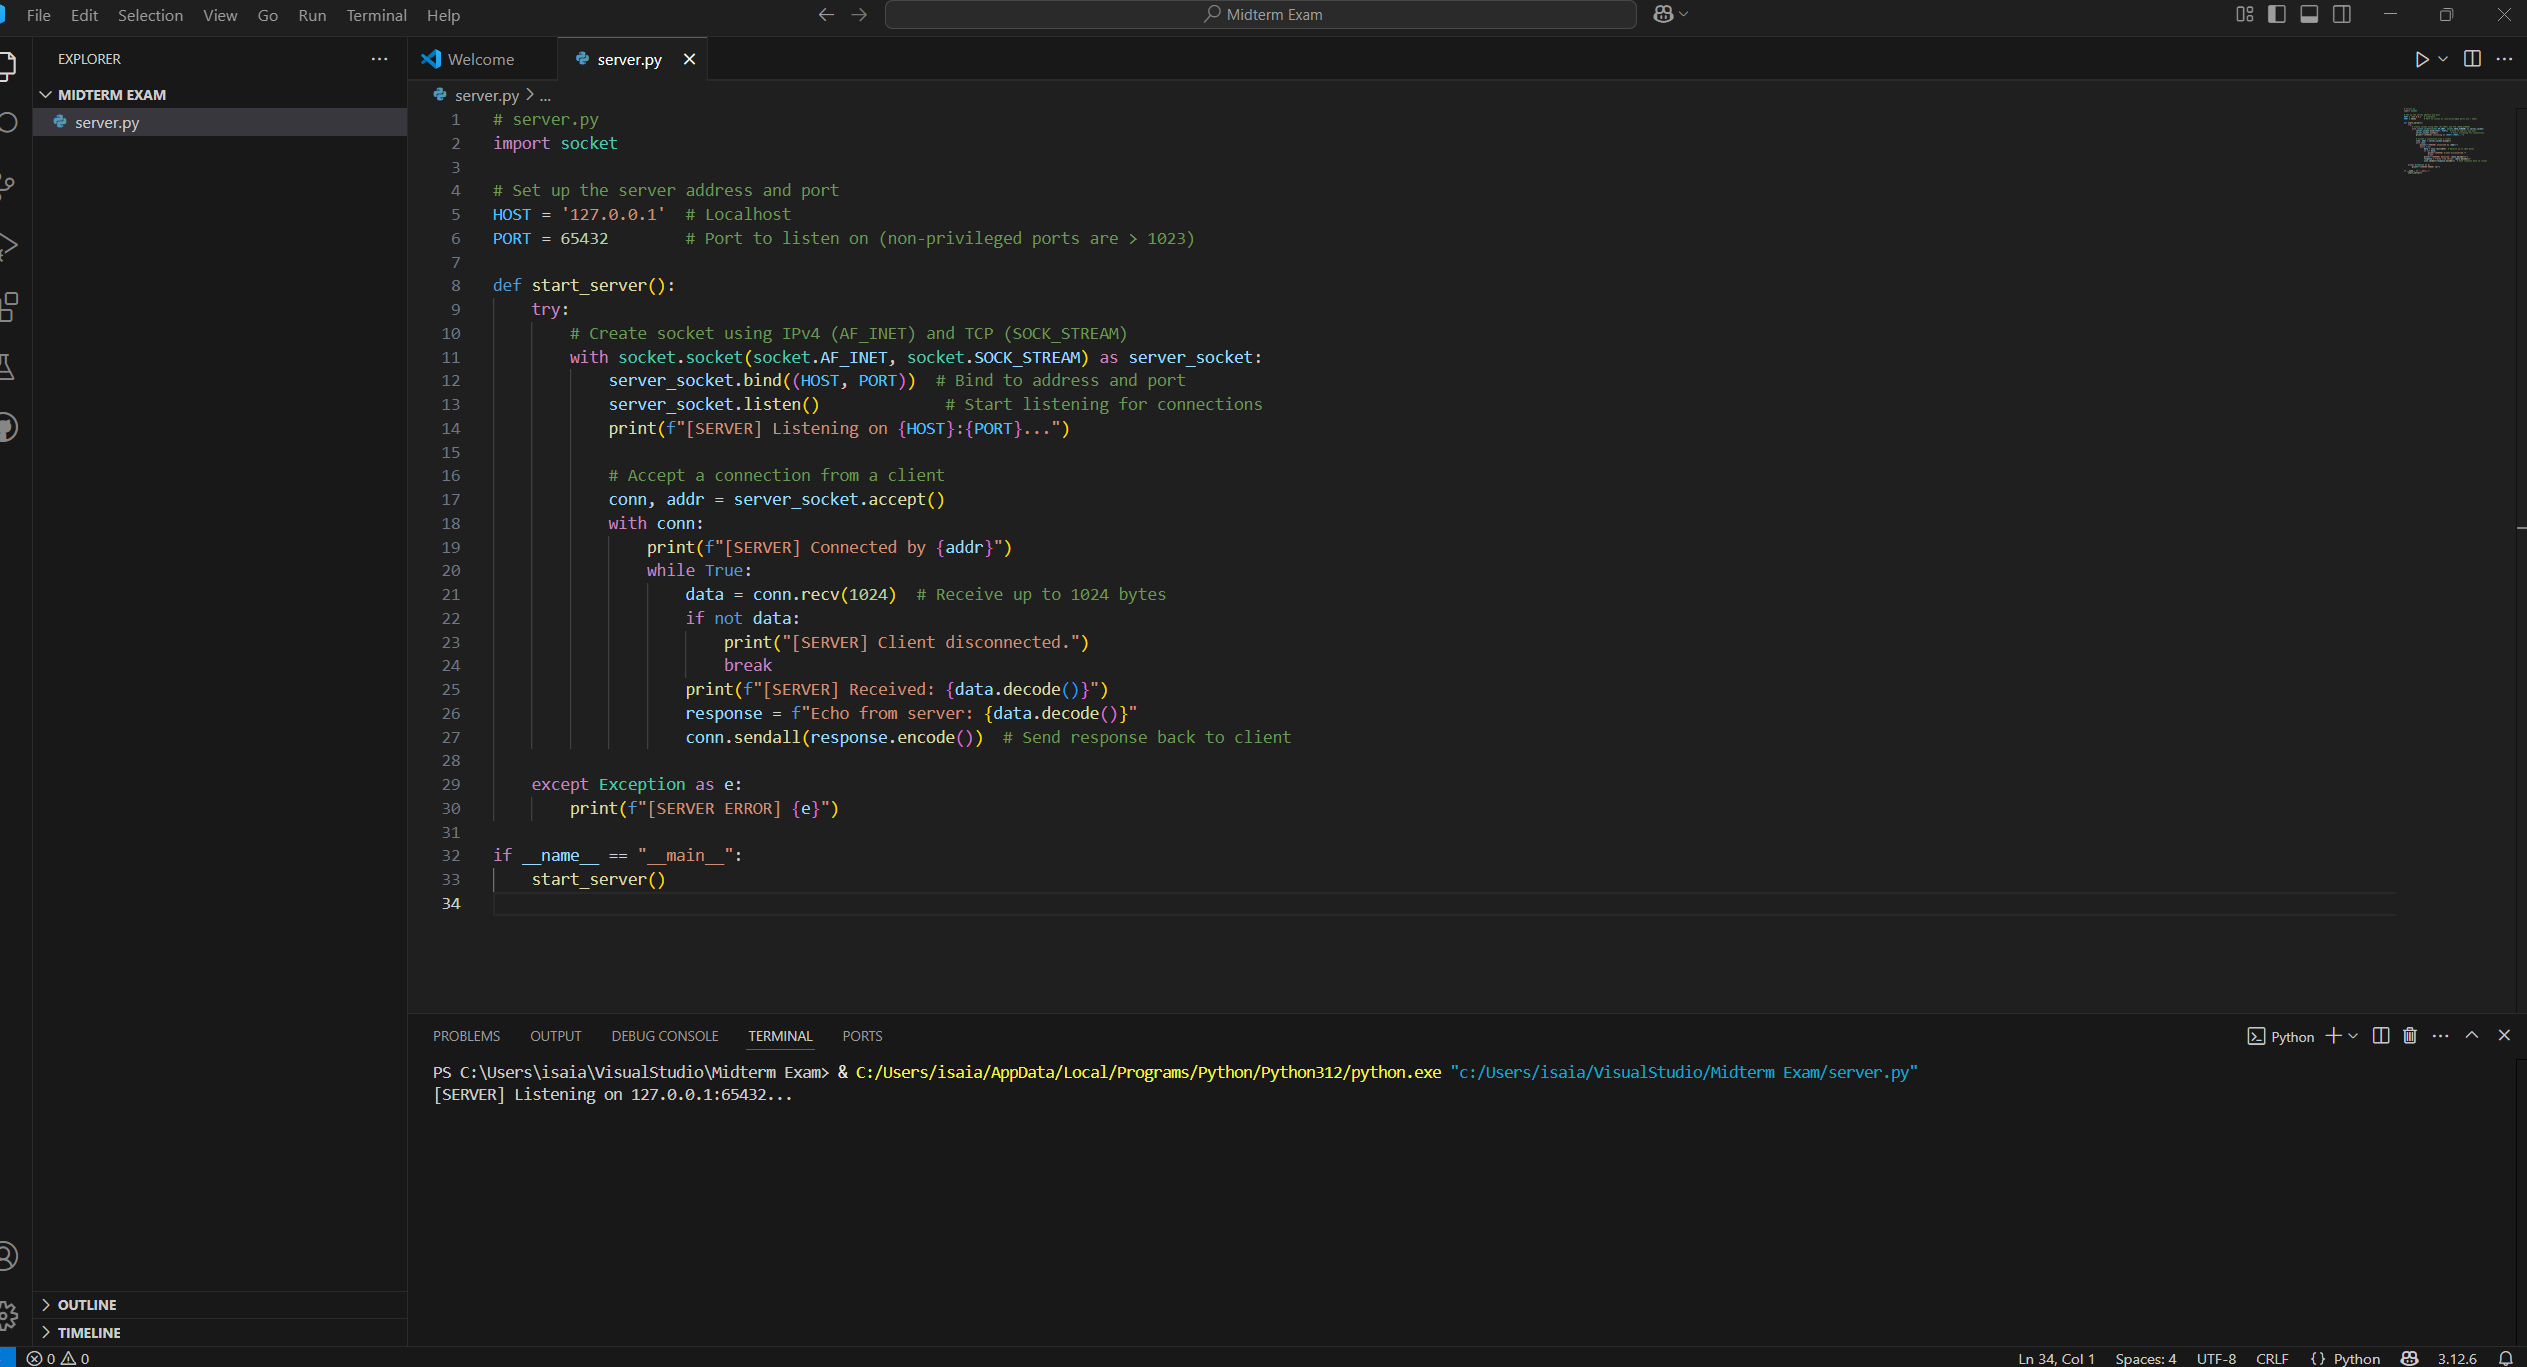 File Edit Selection View Go Run Terminal Help
Midterm Exam
EXPLORER
MIDTERM EXAM
server.py
Welcome
server.py
server.py > ...
1 # server.py
2 import socket
3
4 # Set up the server address and port
5 HOST = '127.0.0.1'  # Localhost
6 PORT = 65432        # Port to listen on (non-privileged ports are > 1023)
7
8 def start_server():
9     try:
10         # Create socket using IPv4 (AF_INET) and TCP (SOCK_STREAM)
11         with socket.socket(socket.AF_INET, socket.SOCK_STREAM) as server_socket:
12             server_socket.bind((HOST, PORT))  # Bind to address and port
13             server_socket.listen()             # Start listening for connections
14             print(f"[SERVER] Listening on {HOST}:{PORT}...")
15
16             # Accept a connection from a client
17             conn, addr = server_socket.accept()
18             with conn:
19                 print(f"[SERVER] Connected by {addr}")
20                 while True:
21                     data = conn.recv(1024)  # Receive up to 1024 bytes
22                     if not data:
23                         print("[SERVER] Client disconnected.")
24                         break
25                     print(f"[SERVER] Received: {data.decode()}")
26                     response = f"Echo from server: {data.decode()}"
27                     conn.sendall(response.encode())  # Send response back to client
28
29     except Exception as e:
30         print(f"[SERVER ERROR] {e}")
31
32 if __name__ == "__main__":
33     start_server()
34
PROBLEMS OUTPUT DEBUG CONSOLE TERMINAL PORTS
Python
PS C:\Users\isaia\VisualStudio\Midterm Exam> & C:/Users/isaia/AppData/Local/Programs/Python/Python312/python.exe "c:/Users/isaia/VisualStudio/Midterm Exam/server.py"
[SERVER] Listening on 127.0.0.1:65432...
OUTLINE
TIMELINE
0 0
Ln 34, Col 1 Spaces: 4 UTF-8 CRLF {} Python 3.12.6